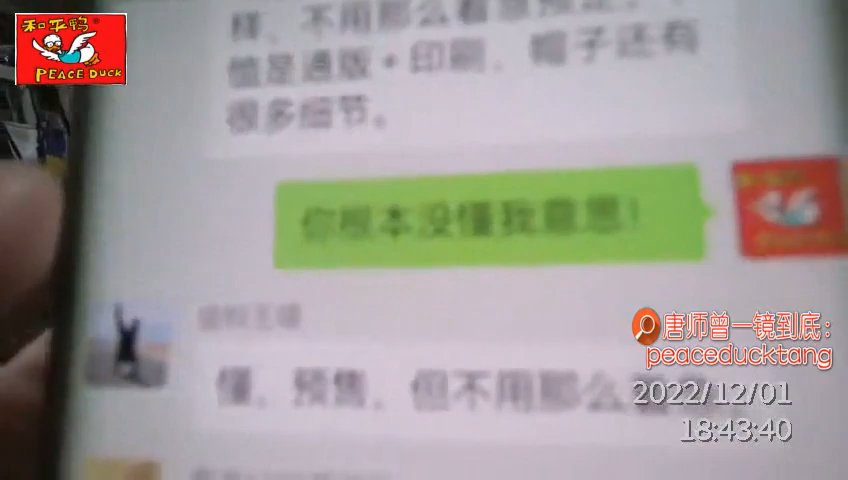 和平鸭
PEACE DUCK
样，不用那么着急预定。
恤是通版+印刷，帽子还有
很多细节。
你根本没懂我意思！
唐师曾一镜到底：
peaceducktang
懂，预售，但不用那么着
2022/12/01
18:43:40